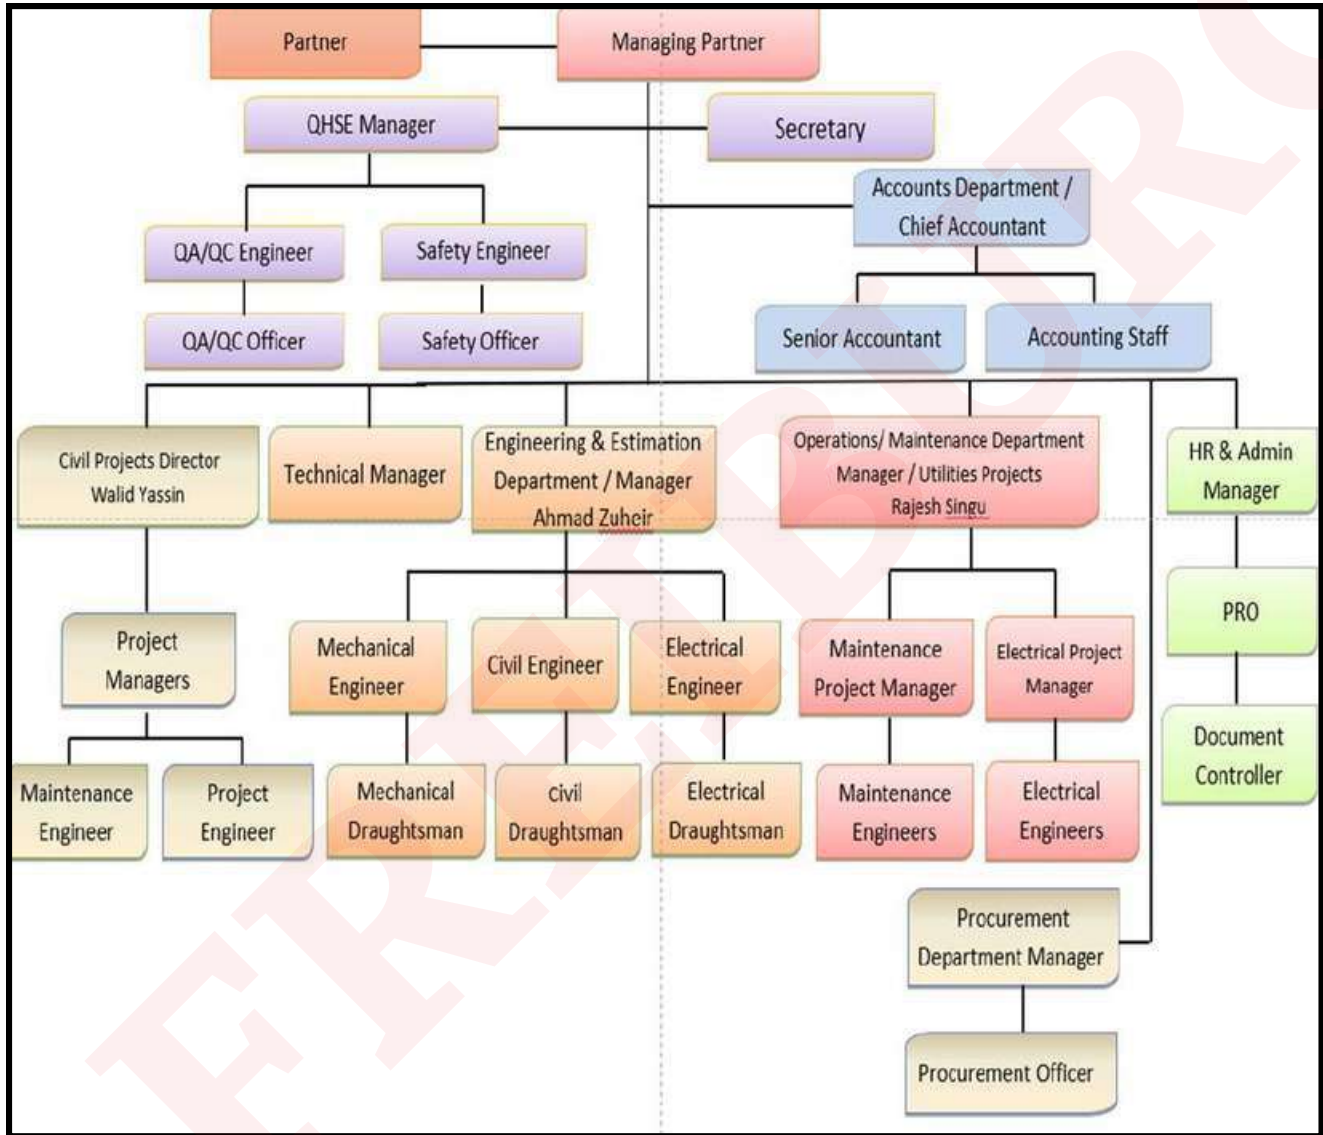 Partner
Managing Partner
QHSE Manager
Secretary
Accounts Department /
Chief Accountant
QA/QC Engineer
Safety Engineer
QA/QC Officer
Safety Officer
Senior Accountant
Accounting Staff
Civil Projects Director
Walid Yassin
Technical Manager
Engineering & Estimation
Department / Manager
Ahmad Zuheir
Operations/ Maintenance Department
Manager / Utilities Projects
Rajesh Singu
HR & Admin
Manager
Project
Managers
Mechanical
Engineer
Civil Engineer
Electrical
Engineer
Maintenance
Project Manager
Electrical Project
Manager
PRO
Maintenance
Engineer
Project
Engineer
Mechanical
Draughtsman
Civil
Draughtsman
Electrical
Draughtsman
Maintenance
Engineers
Electrical
Engineers
Document
Controller
Procurement
Department Manager
Procurement Officer
FREIBURG